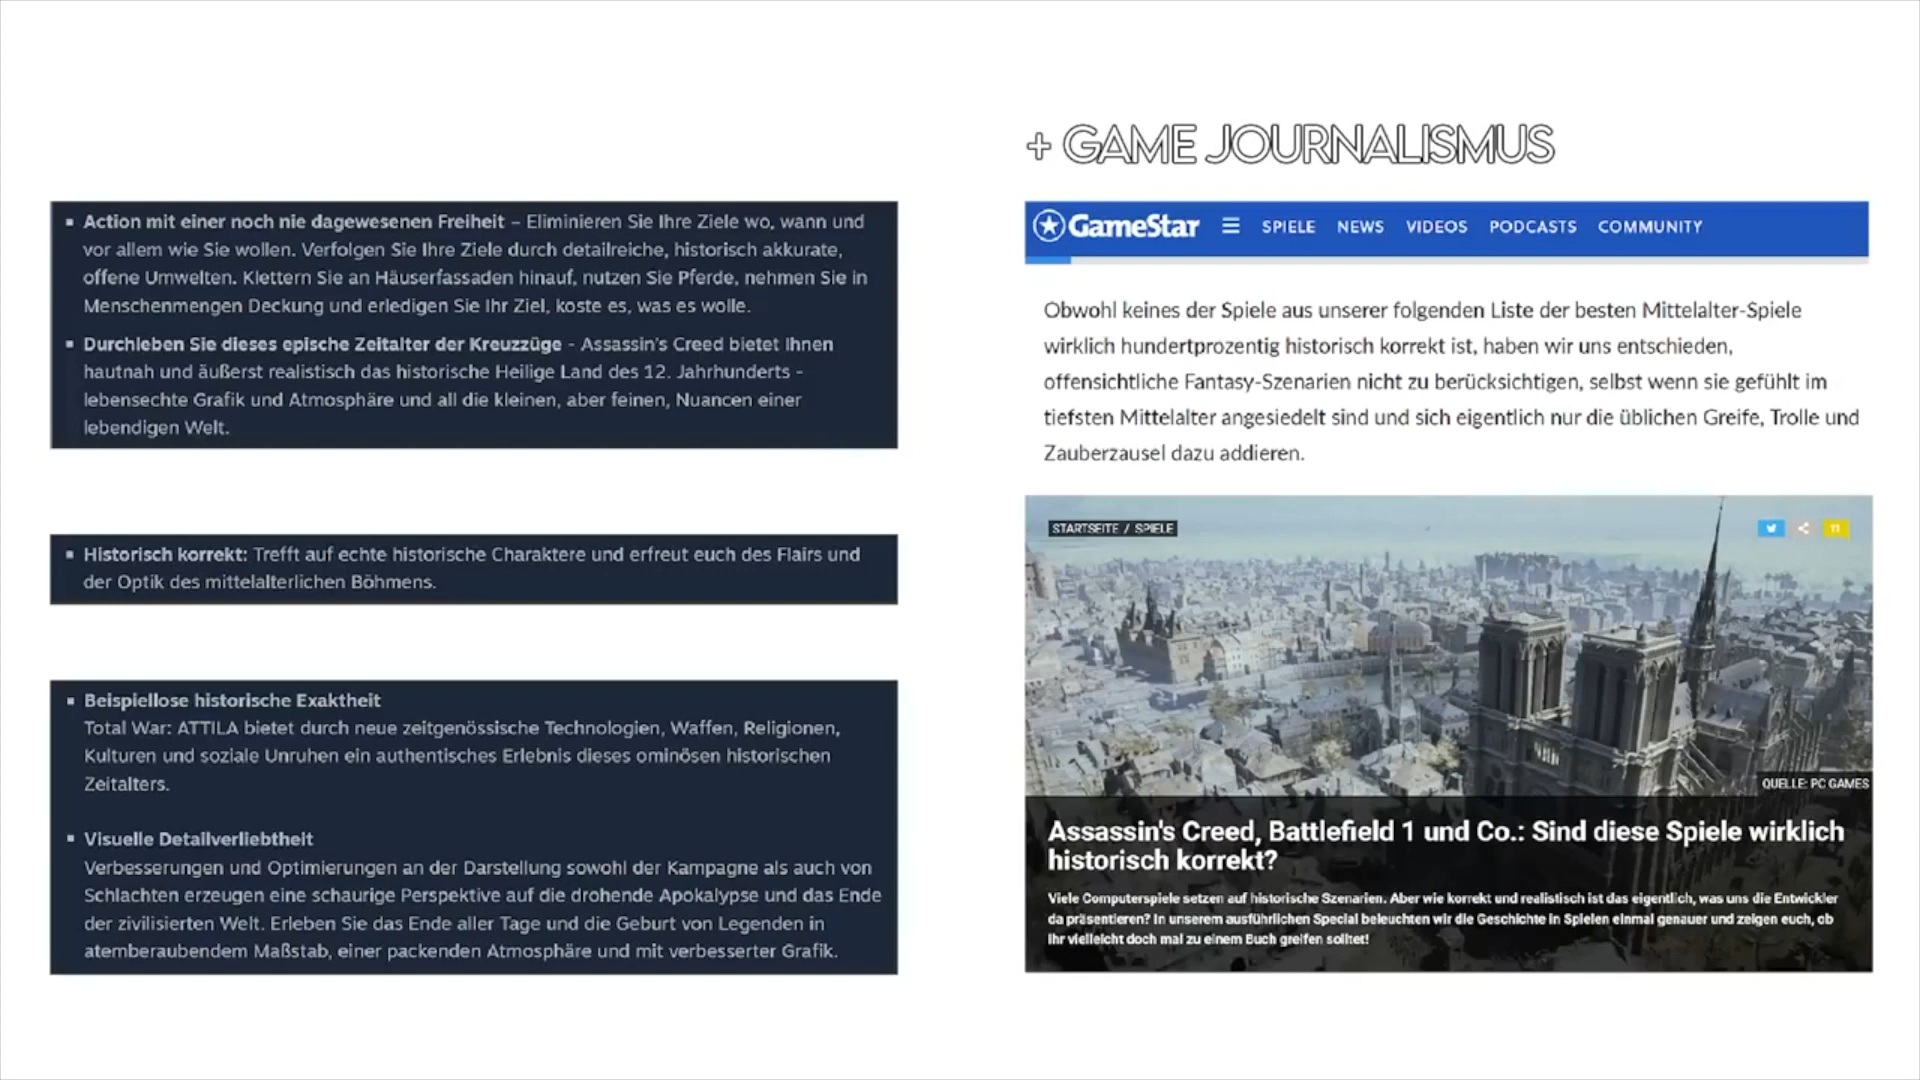 ▪ Action mit einer noch nie dagewesenen Freiheit – Eliminieren Sie Ihre Ziele wo, wann und
vor allem wie Sie wollen. Verfolgen Sie Ihre Ziele durch detailreiche, historisch akkurate,
offene Umwelten. Klettern Sie an Häuserfassaden hinauf, nutzen Sie Pferde, nehmen Sie in
Menschenmengen Deckung und erledigen Sie Ihr Ziel, koste es, was es wolle.
▪ Durchleben Sie dieses epische Zeitalter der Kreuzzüge - Assassin's Creed bietet Ihnen
hautnah und äußerst realistisch das historische Heilige Land des 12. Jahrhunderts -
lebensechte Grafik und Atmosphäre und all die kleinen, aber feinen, Nuancen einer
lebendigen Welt.
▪ Historisch korrekt: Trefft auf echte historische Charaktere und erfreut euch des Flairs und
der Optik des mittelalterlichen Böhmens.
▪ Beispiellose historische Exaktheit
Total War: ATTILA bietet durch neue zeitgenössische Technologien, Waffen, Religionen,
Kulturen und soziale Unruhen ein authentisches Erlebnis dieses ominösen historischen
Zeitalters.
▪ Visuelle Detailverliebtheit
Verbesserungen und Optimierungen an der Darstellung sowohl der Kampagne als auch von
Schlachten erzeugen eine schaurige Perspektive auf die drohende Apokalypse und das Ende
der zivilisierten Welt. Erleben Sie das Ende aller Tage und die Geburt von Legenden in
atemberaubendem Maßstab, einer packenden Atmosphäre und mit verbesserter Grafik.
+ GAME JOURNALISMUS
GameStar ☰ SPIELE NEWS VIDEOS PODCASTS COMMUNITY
Obwohl keines der Spiele aus unserer folgenden Liste der besten Mittelalter-Spiele
wirklich hundertprozentig historisch korrekt ist, haben wir uns entschieden,
offensichtliche Fantasy-Szenarien nicht zu berücksichtigen, selbst wenn sie gefühlt im
tiefsten Mittelalter angesiedelt sind und sich eigentlich nur die üblichen Greife, Trolle und
Zauberzausel dazu addieren.
STARTSEITE / SPIELE
11
QUELLE: PC GAMES
Assassin's Creed, Battlefield 1 und Co.: Sind diese Spiele wirklich
historisch korrekt?
Viele Computerspiele setzen auf historische Szenarien. Aber wie korrekt und realistisch ist das eigentlich, was uns die Entwickler
da präsentieren? In unserem ausführlichen Special beleuchten wir die Geschichte in Spielen einmal genauer und zeigen euch, ob
ihr vielleicht doch mal zu einem Buch greifen solltet!